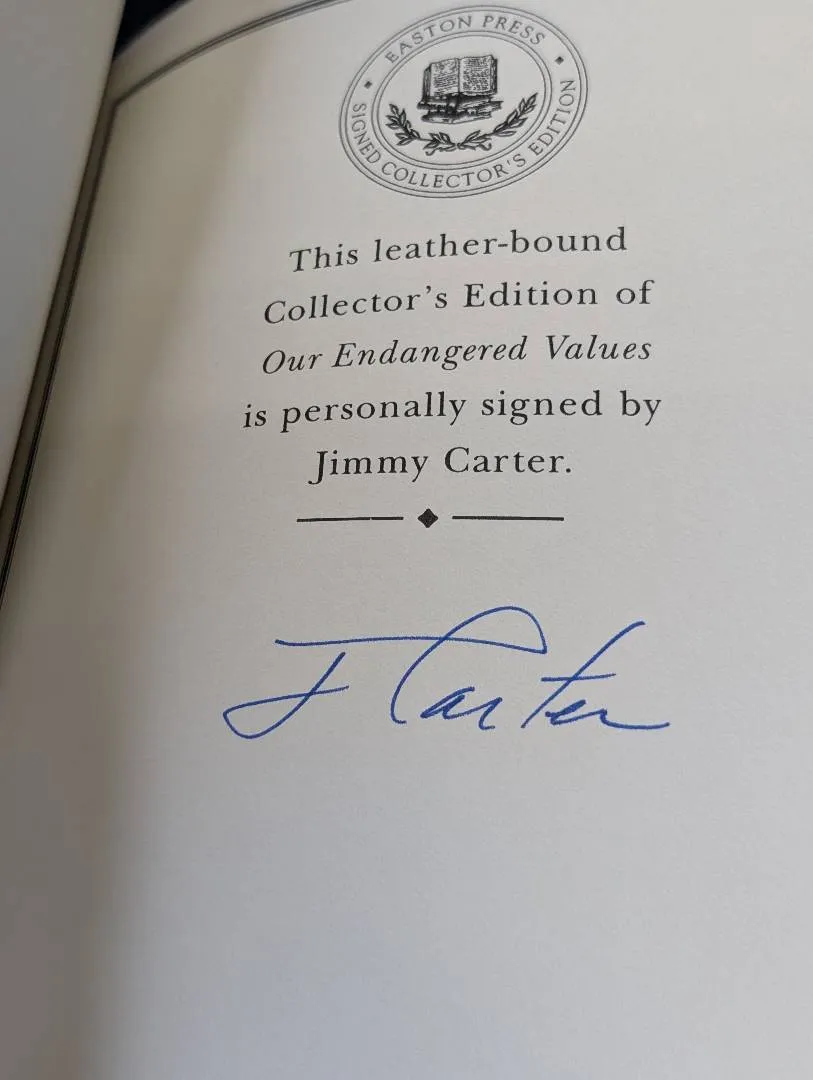 EASTON PRESS
SIGNED COLLECTOR'S EDITION
This leather-bound
Collector's Edition of
Our Endangered Values
is personally signed by
Jimmy Carter.
J Carter